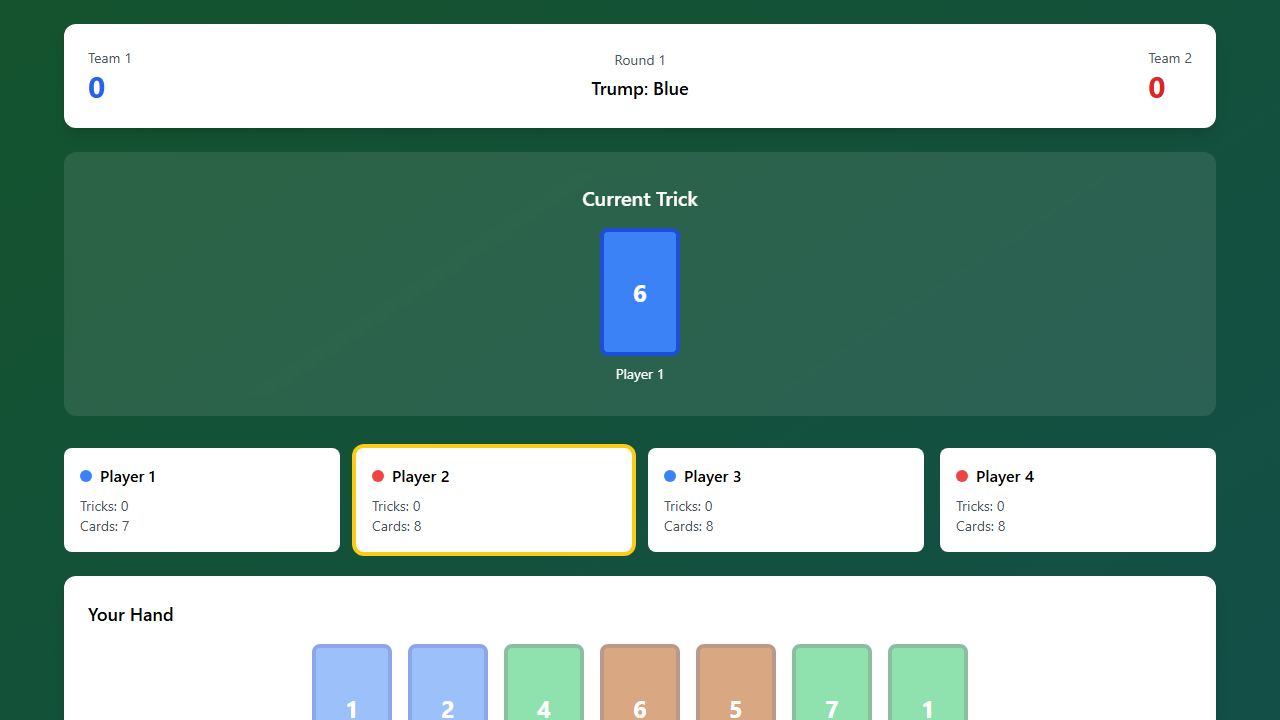 Team 1
0
Round 1
Trump: Blue
Team 2
0
Current Trick
6
Player 1
Player 1
Tricks: 0
Cards: 7
Player 2
Tricks: 0
Cards: 8
Player 3
Tricks: 0
Cards: 8
Player 4
Tricks: 0
Cards: 8
Your Hand
1 2 4 6 5 7 1